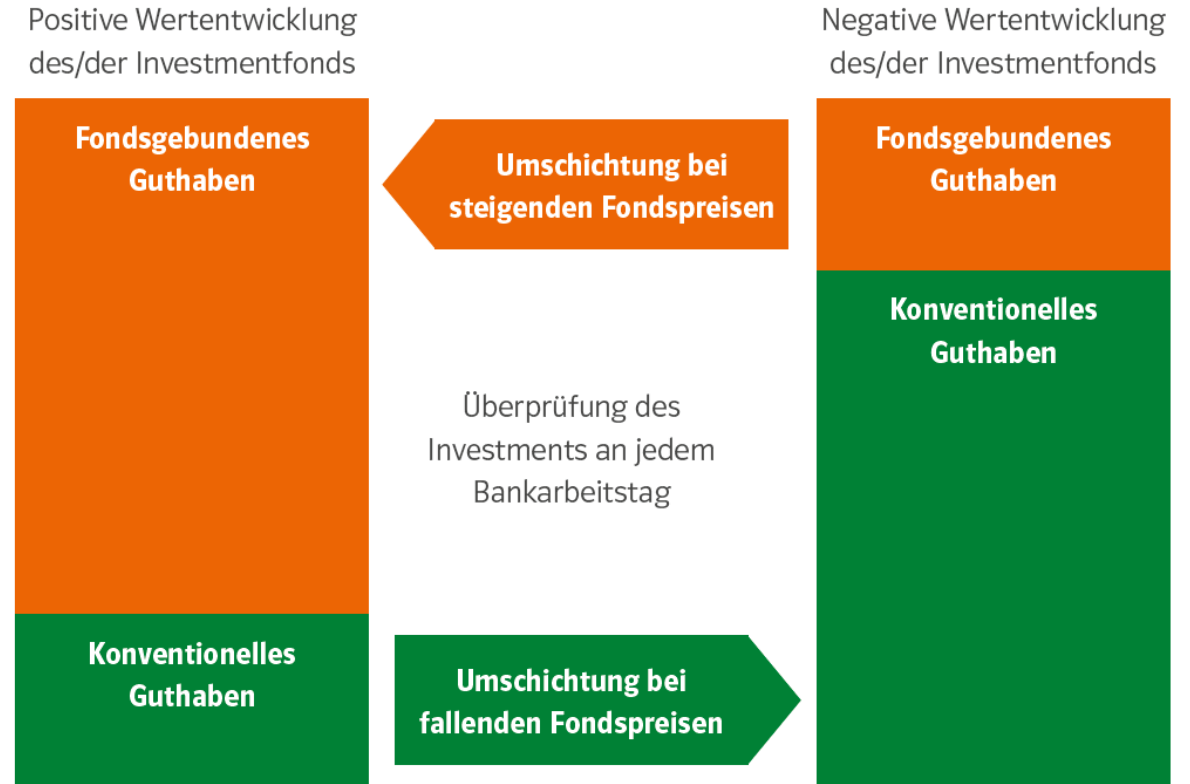 Positive Wertentwicklung
des/der Investmentfonds
Negative Wertentwicklung
des/der Investmentfonds
Fondsgebundenes
Guthaben
Umschichtung bei
steigenden Fondspreisen
Fondsgebundenes
Guthaben
Konventionelles
Guthaben
Überprüfung des
Investments an jedem
Bankarbeitstag
Konventionelles
Guthaben
Umschichtung bei
fallenden Fondspreisen